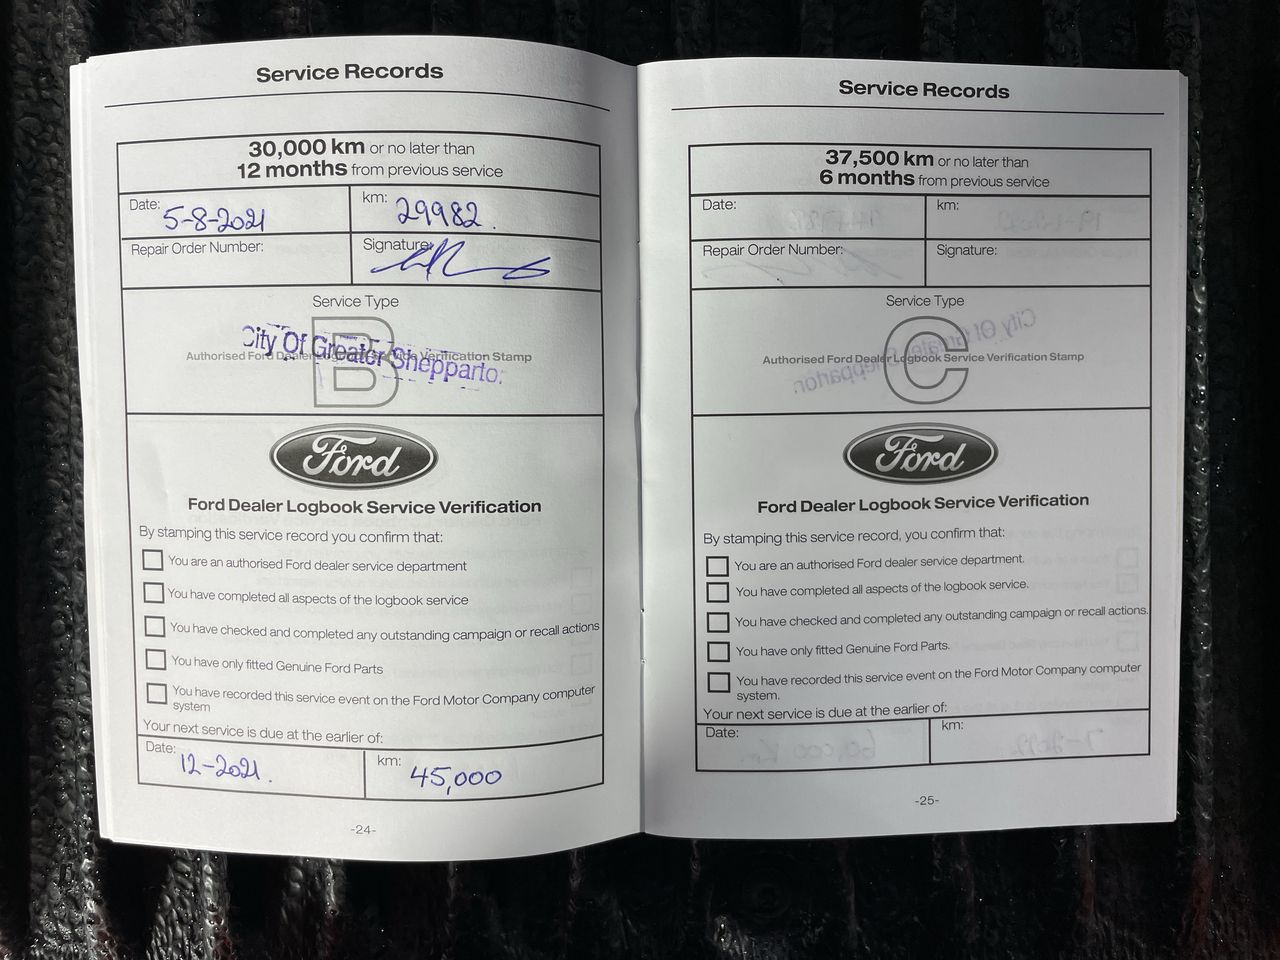 Service Records
30,000 km or no later than
12 months from previous service
Date: 5-8-2021
km: 29982.
Repair Order Number:
Signature:
Service Type
B
Authorised Ford Dealer Logbook Service Verification Stamp
City Of Greater Shepparto
Ford
Ford Dealer Logbook Service Verification
By stamping this service record you confirm that:
You are an authorised Ford dealer service department
You have completed all aspects of the logbook service
You have checked and completed any outstanding campaign or recall actions
You have only fitted Genuine Ford Parts
You have recorded this service event on the Ford Motor Company computer
system
Your next service is due at the earlier of:
Date: 12-2021.
km: 45,000
-24-
Service Records
37,500 km or no later than
6 months from previous service
Date:
km:
Repair Order Number:
Signature:
Service Type
C
Authorised Ford Dealer Logbook Service Verification Stamp
Ford
Ford Dealer Logbook Service Verification
By stamping this service record, you confirm that:
You are an authorised Ford dealer service department.
You have completed all aspects of the logbook service.
You have checked and completed any outstanding campaign or recall actions.
You have only fitted Genuine Ford Parts.
You have recorded this service event on the Ford Motor Company computer
system.
Your next service is due at the earlier of:
Date:
km:
-25-